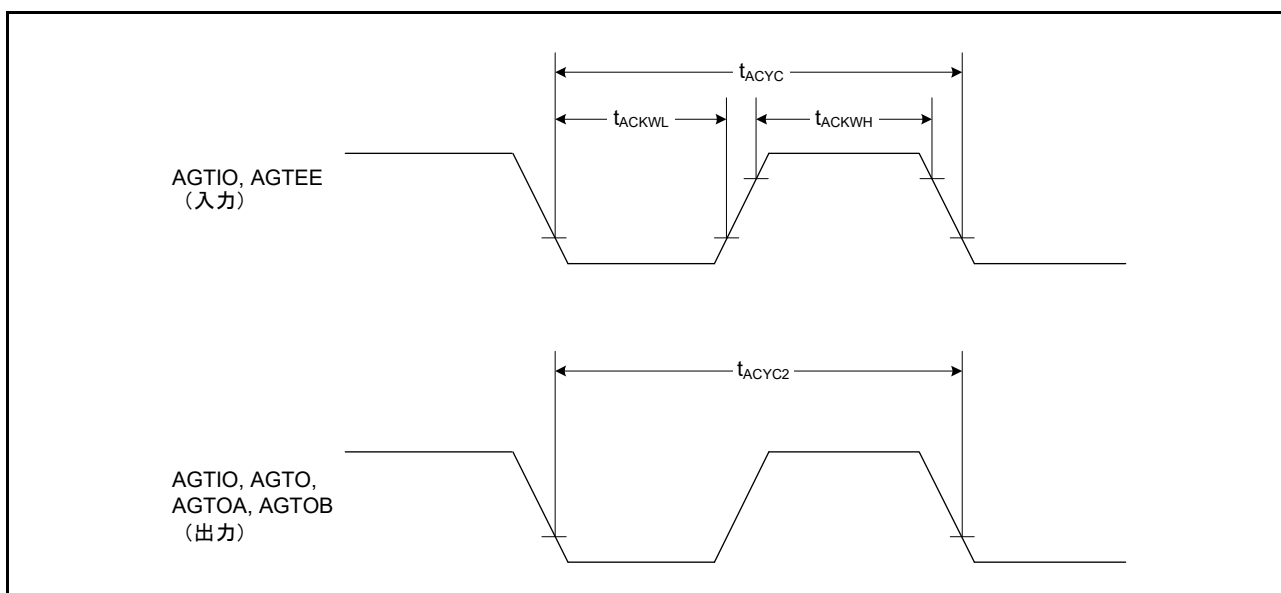 tACYC
tACKWL
tACKWH
AGTIO, AGTEE
（入力）
tACYC2
AGTIO, AGTO,
AGTOA, AGTOB
（出力）